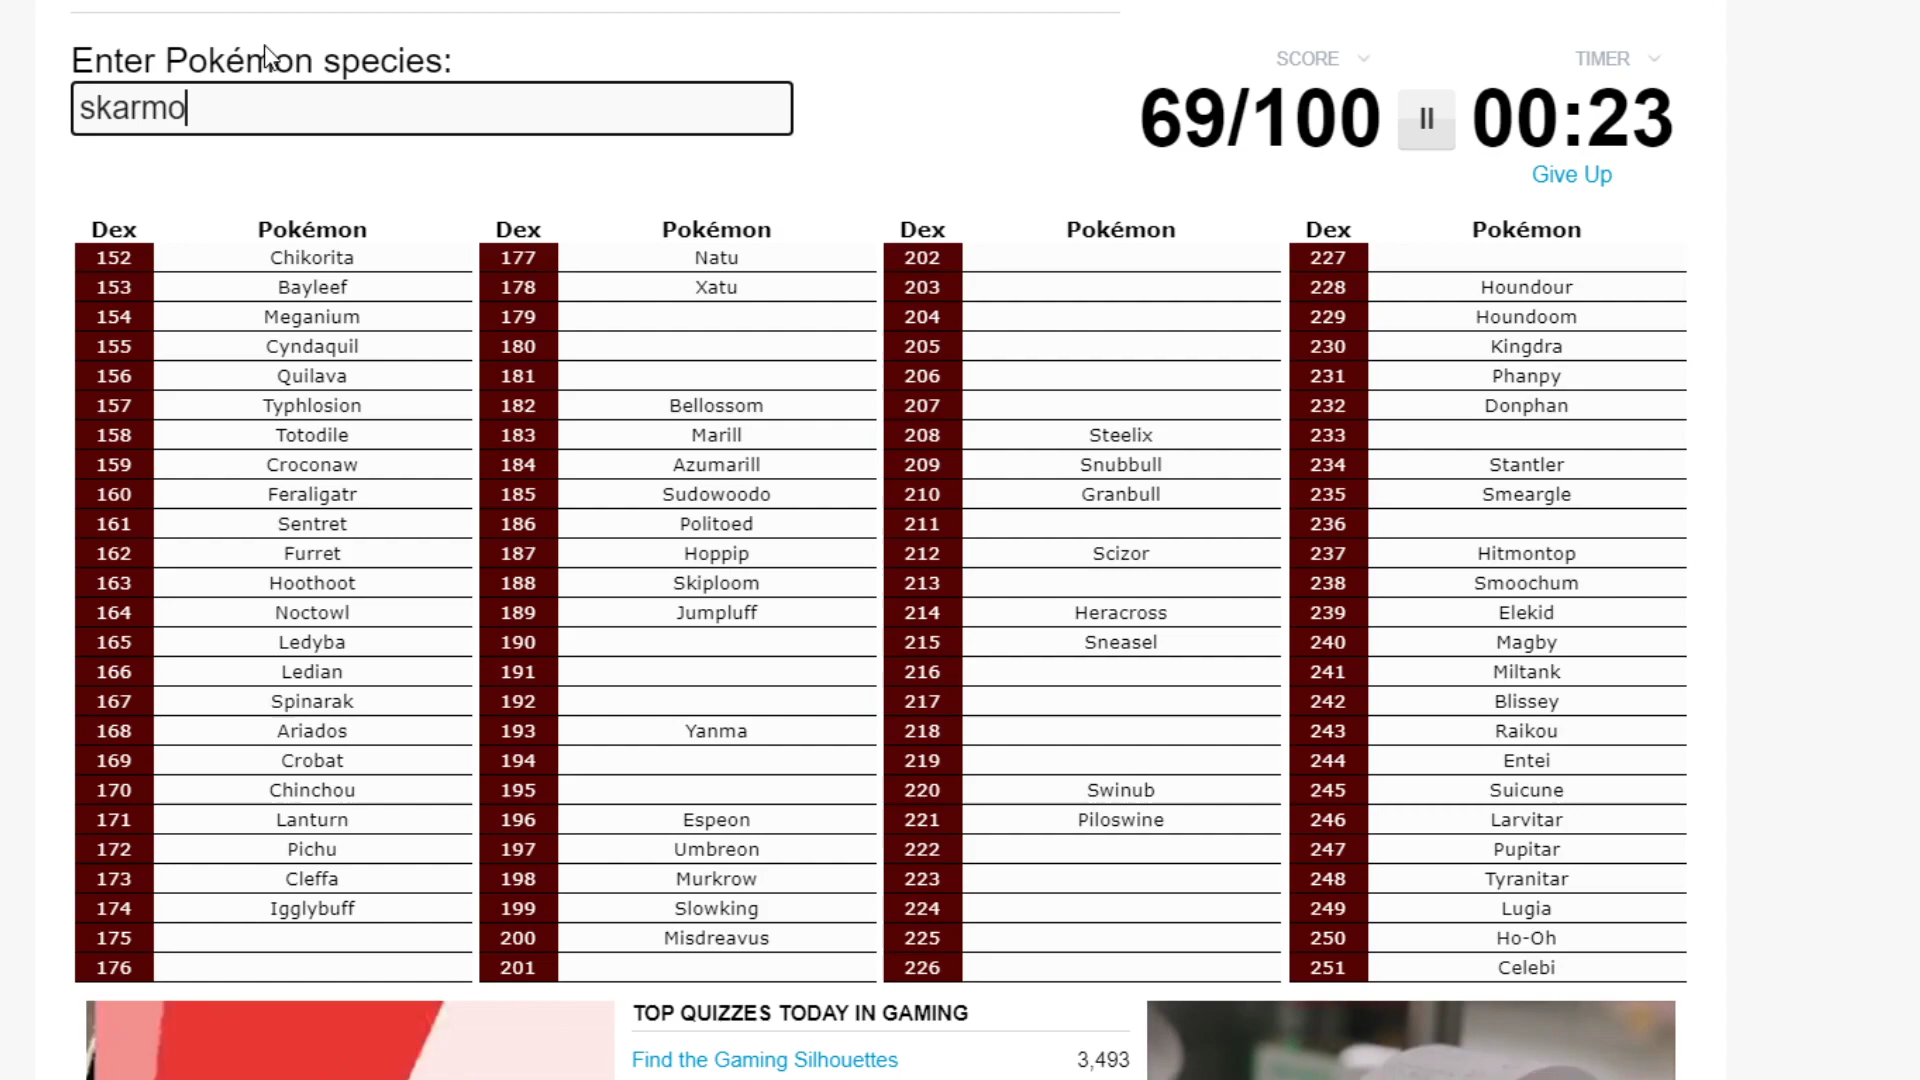 Enter Pokémon species:
skarmo
SCORE
TIMER
69/100
00:23
Give Up
Dex Pokémon Dex Pokémon Dex Pokémon Dex Pokémon
152 Chikorita 177 Natu 202 227
153 Bayleef 178 Xatu 203 228 Houndour
154 Meganium 179 204 229 Houndoom
155 Cyndaquil 180 205 230 Kingdra
156 Quilava 181 206 231 Phanpy
157 Typhlosion 182 Bellossom 207 232 Donphan
158 Totodile 183 Marill 208 Steelix 233
159 Croconaw 184 Azumarill 209 Snubbull 234 Stantler
160 Feraligatr 185 Sudowoodo 210 Granbull 235 Smeargle
161 Sentret 186 Politoed 211 236
162 Furret 187 Hoppip 212 Scizor 237 Hitmontop
163 Hoothoot 188 Skiploom 213 238 Smoochum
164 Noctowl 189 Jumpluff 214 Heracross 239 Elekid
165 Ledyba 190 215 Sneasel 240 Magby
166 Ledian 191 216 241 Miltank
167 Spinarak 192 217 242 Blissey
168 Ariados 193 Yanma 218 243 Raikou
169 Crobat 194 219 244 Entei
170 Chinchou 195 220 Swinub 245 Suicune
171 Lanturn 196 Espeon 221 Piloswine 246 Larvitar
172 Pichu 197 Umbreon 222 247 Pupitar
173 Cleffa 198 Murkrow 223 248 Tyranitar
174 Igglybuff 199 Slowking 224 249 Lugia
175 200 Misdreavus 225 250 Ho-Oh
176 201 226 251 Celebi
TOP QUIZZES TODAY IN GAMING
Find the Gaming Silhouettes 3,493